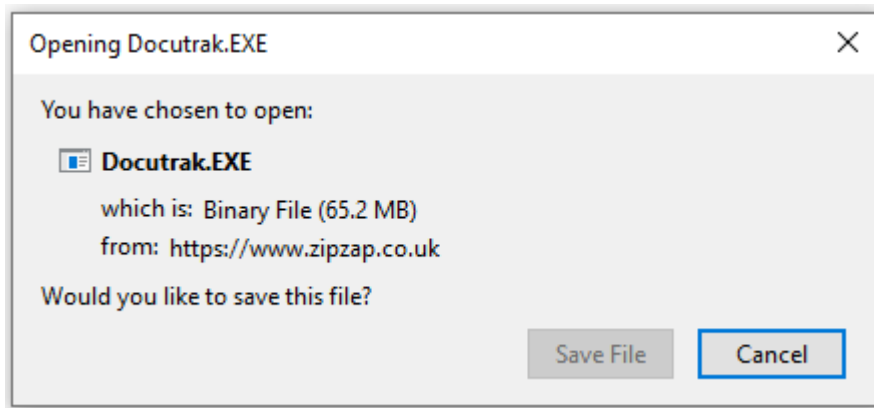 Opening Docutrak.EXE
You have chosen to open:
Docutrak.EXE
which is: Binary File (65.2 MB)
from: https://www.zipzap.co.uk
Would you like to save this file?
Save File Cancel